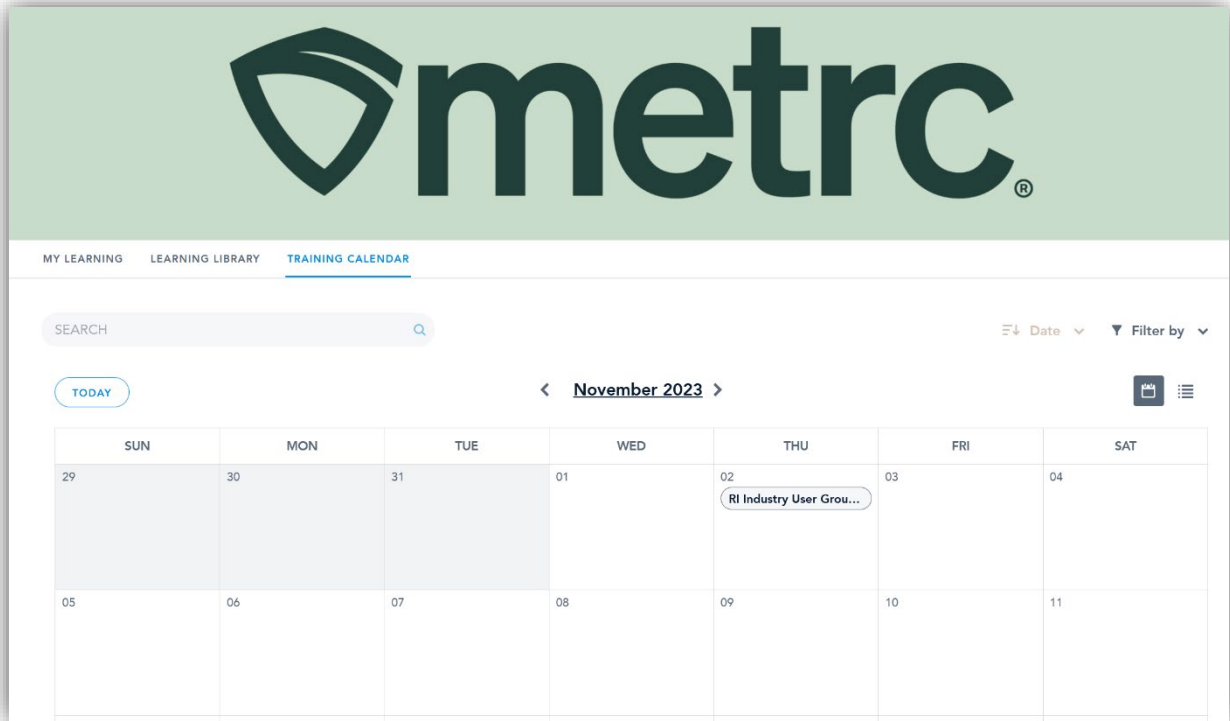 metrc®
MY LEARNING LEARNING LIBRARY TRAINING CALENDAR
SEARCH Date Filter by
TODAY November 2023
SUN MON TUE WED THU FRI SAT
29 30 31 01 02 03 04
RI Industry User Grou...
05 06 07 08 09 10 11